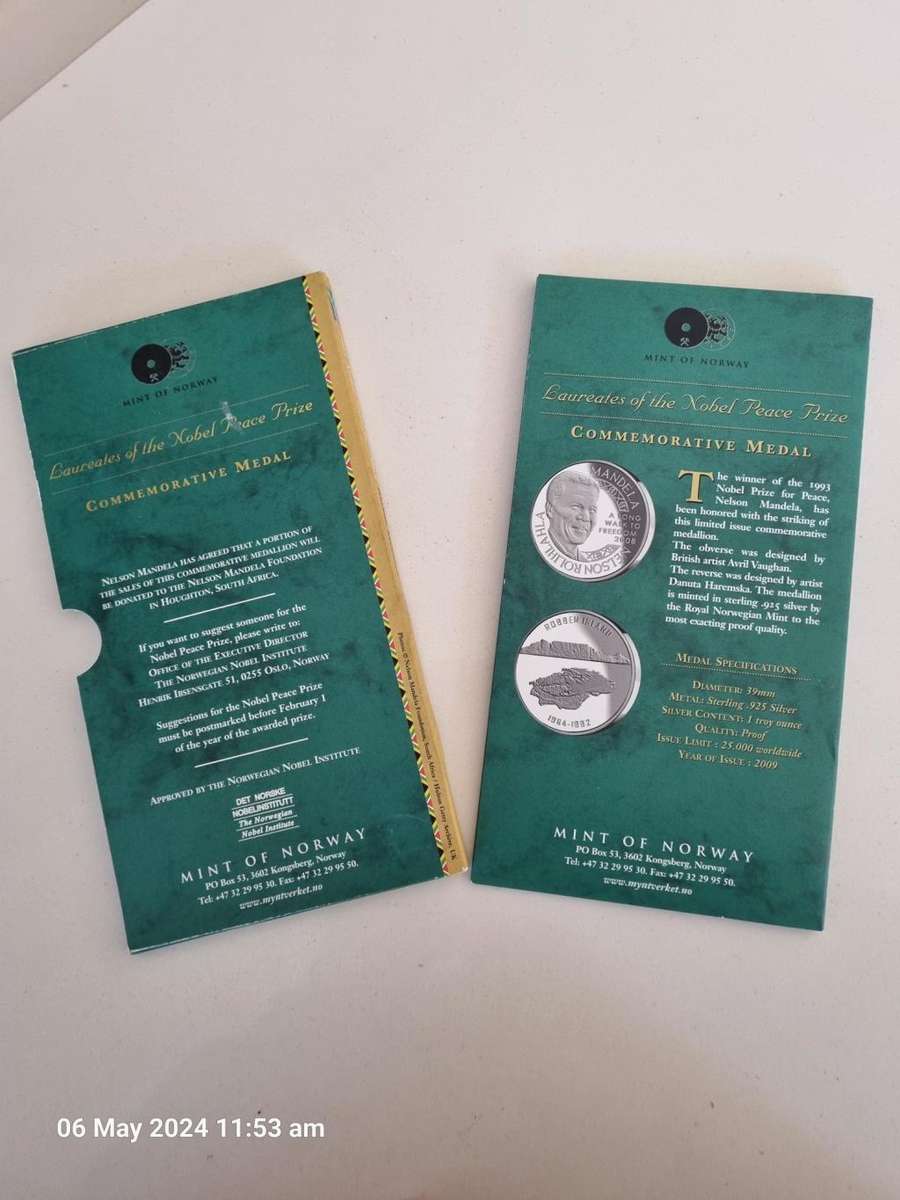 MINT OF NORWAY
Laureates of the Nobel Peace Prize
COMMEMORATIVE MEDAL
NELSON MANDELA HAS AGREED THAT A PORTION OF
THE SALES OF THIS COMMEMORATIVE MEDALLION WILL
BE DONATED TO THE NELSON MANDELA FOUNDATION
IN HOUGHTON, SOUTH AFRICA.
If you want to suggest someone for the
Nobel Peace Prize, please write to:
OFFICE OF THE EXECUTIVE DIRECTOR
THE NORWEGIAN NOBEL INSTITUTE
HENRIK IBSENSGATE 51, 0255 OSLO, NORWAY
Suggestions for the Nobel Peace Prize
must be postmarked before February 1
of the year of the awarded prize.
APPROVED BY THE NORWEGIAN NOBEL INSTITUTE
DET NORSKE
NOBELINSTITUTT
The Norwegian
Nobel Institute
MINT OF NORWAY
PO Box 53, 3602 Kongsberg, Norway
Tel: +47 32 29 95 30. Fax: +47 32 29 95 50.
www.myntverket.no
Photos: © Nelson Mandela Foundation, South Africa / Hulton Getty Archive, UK
MINT OF NORWAY
Laureates of the Nobel Peace Prize
COMMEMORATIVE MEDAL
MANDELA
A LONG
WALK TO
FREEDOM
2008
NELSON ROLIHLAHLA
ROBBEN ISLAND
1964-1982
The winner of the 1993
Nobel Prize for Peace,
Nelson Mandela, has
been honored with the striking of
this limited issue commemorative
medallion.
The obverse was designed by
British artist Avril Vaughan.
The reverse was designed by artist
Danuta Haremska. The medallion
is minted in sterling .925 silver by
the Royal Norwegian Mint to the
most exacting proof quality.
MEDAL SPECIFICATIONS
DIAMETER: 39mm
METAL: Sterling .925 Silver
SILVER CONTENT: 1 troy ounce
QUALITY: Proof
ISSUE LIMIT : 25.000 worldwide
YEAR OF ISSUE : 2009
MINT OF NORWAY
PO Box 53, 3602 Kongsberg, Norway
Tel: +47 32 29 95 30. Fax: +47 32 29 95 50.
www.myntverket.no
06 May 2024 11:53 am